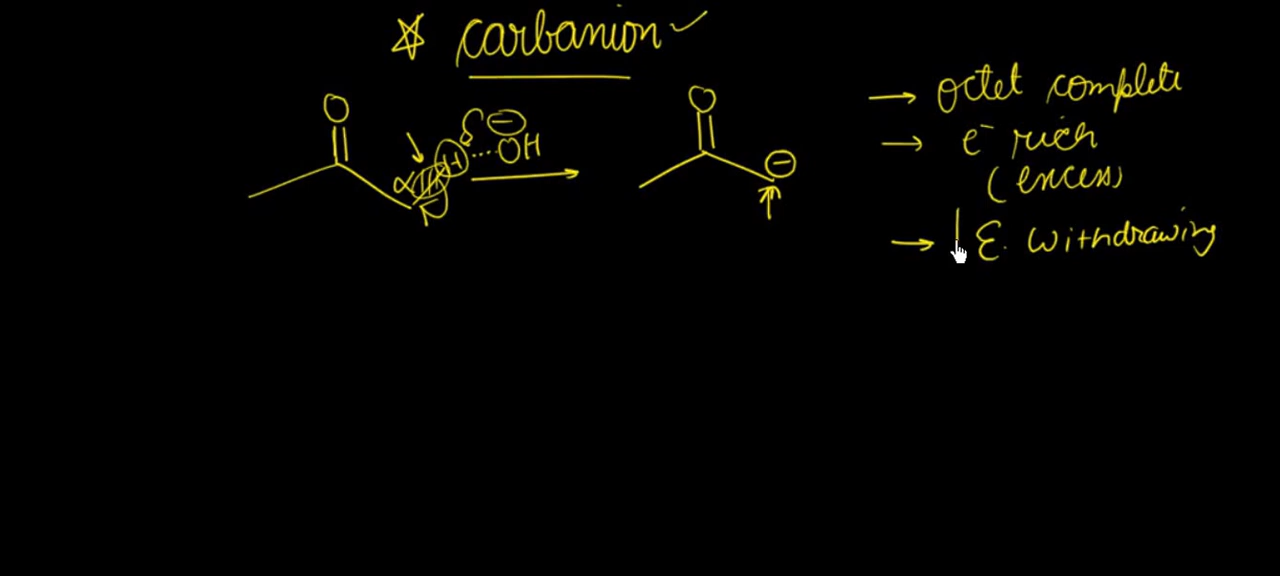 ☆ carbanion ✓
O
O
α H
⊖
OH
⊖
→ octet complete
→ e⁻ rich
(excess)
→ ↓ E. withdrawing